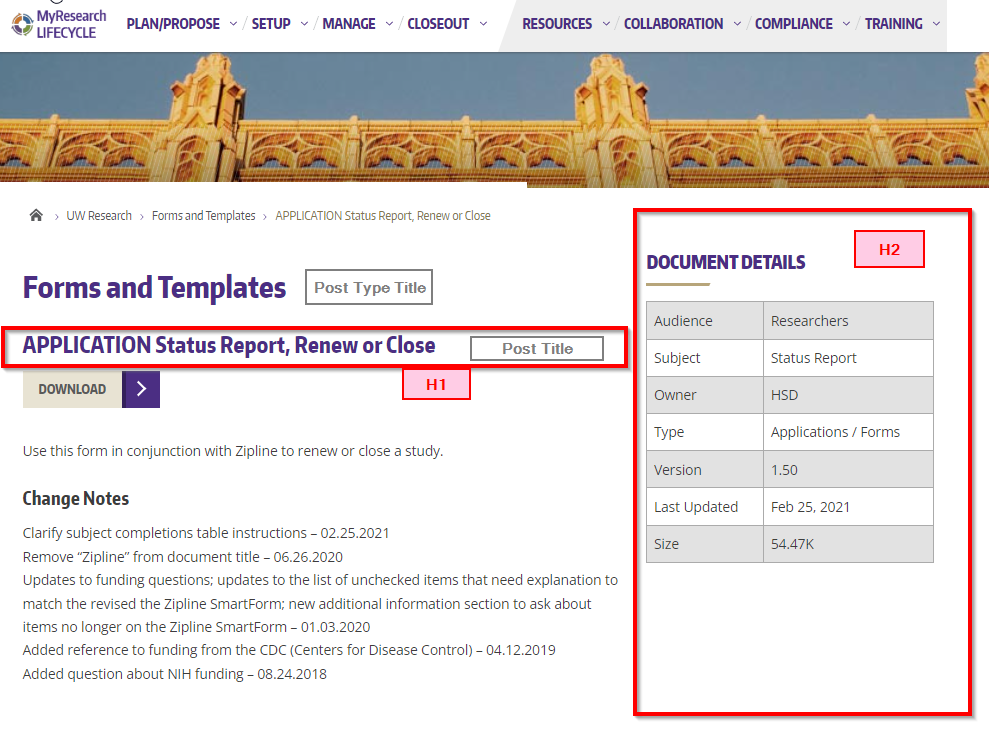 MyResearch
LIFECYCLE
PLAN/PROPOSE / SETUP / MANAGE / CLOSEOUT
RESOURCES / COLLABORATION / COMPLIANCE / TRAINING
UW Research › Forms and Templates › APPLICATION Status Report, Renew or Close
Forms and Templates
Post Type Title
APPLICATION Status Report, Renew or Close
Post Title
H1
DOWNLOAD
Use this form in conjunction with Zipline to renew or close a study.
Change Notes
Clarify subject completions table instructions – 02.25.2021
Remove “Zipline” from document title – 06.26.2020
Updates to funding questions; updates to the list of unchecked items that need explanation to
match the revised the Zipline SmartForm; new additional information section to ask about
items no longer on the Zipline SmartForm – 01.03.2020
Added reference to funding from the CDC (Centers for Disease Control) – 04.12.2019
Added question about NIH funding – 08.24.2018
DOCUMENT DETAILS
H2
Audience Researchers
Subject Status Report
Owner HSD
Type Applications / Forms
Version 1.50
Last Updated Feb 25, 2021
Size 54.47K